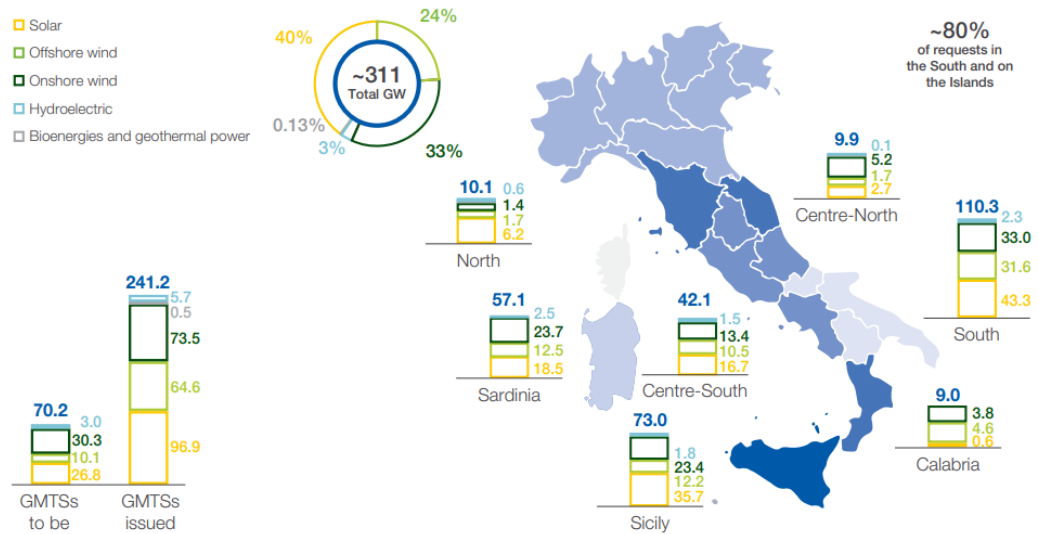 Solar
Offshore wind
Onshore wind
Hydroelectric
Bioenergies and geothermal power
40%
24%
~311
Total GW
0.13%
3%
33%
~80%
of requests in
the South and on
the Islands
9.9
0.1
5.2
1.7
2.7
Centre-North
10.1
0.6
1.4
1.7
6.2
North
110.3
2.3
33.0
31.6
43.3
South
241.2
5.7
0.5
73.5
64.6
96.9
GMTSs
issued
70.2
3.0
30.3
10.1
26.8
GMTSs
to be
57.1
2.5
23.7
12.5
18.5
Sardinia
42.1
1.5
13.4
10.5
16.7
Centre-South
9.0
3.8
4.6
0.6
Calabria
73.0
1.8
23.4
12.2
35.7
Sicily